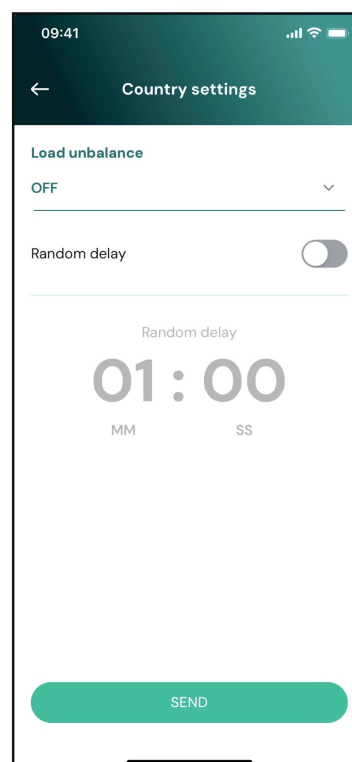 09:41
Country settings
Load unbalance
OFF
Random delay
Random delay
01 : 00
MM SS
SEND